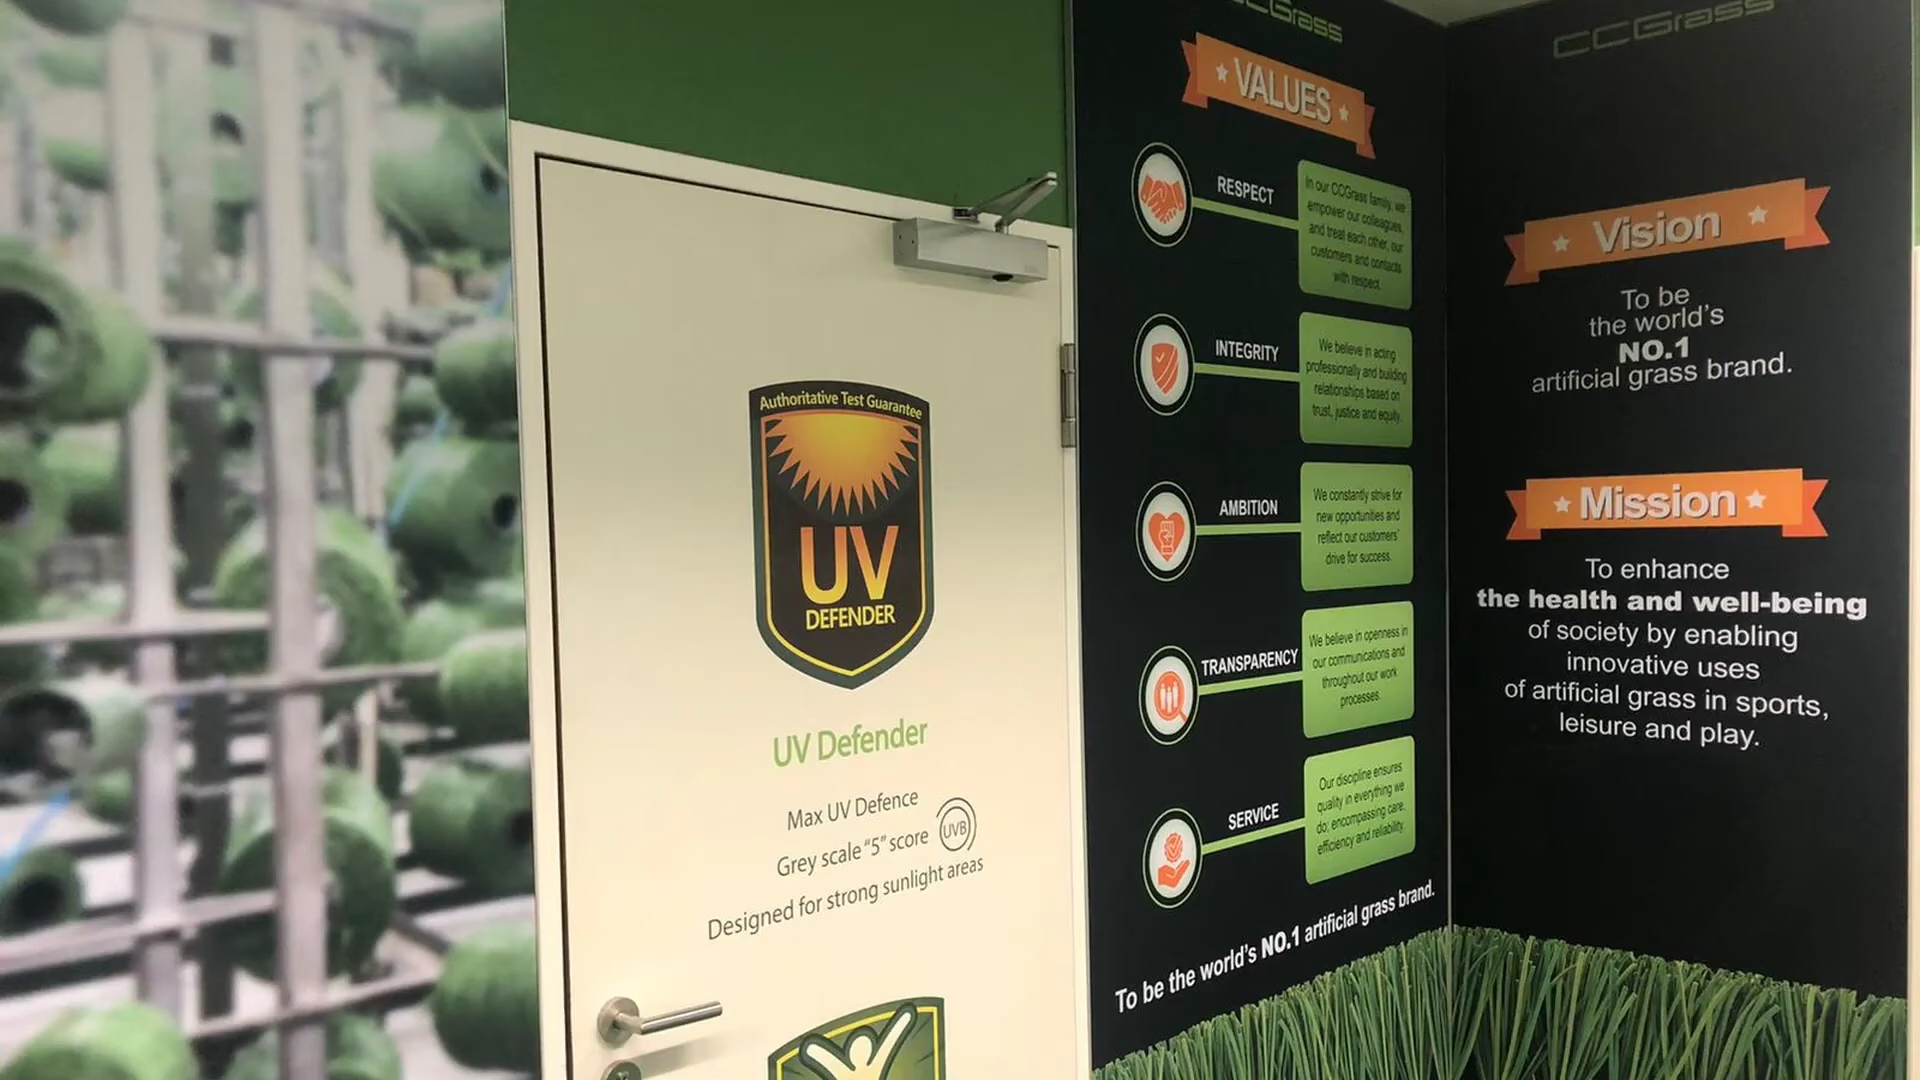 Authoritative Test Guarantee
UV
DEFENDER
UV Defender
Max UV Defence
Grey scale "5" score
UVB
Designed for strong sunlight areas
CCGrass
VALUES
RESPECT
In our CCGrass family, we
empower our colleagues,
and treat each other, our
customers and contacts
with respect.
INTEGRITY
We believe in acting
professionally and building
relationships based on
trust, justice and equity.
AMBITION
We constantly strive for
new opportunities and
reflect our customers'
drive for success.
TRANSPARENCY
We believe in openness in
our communications and
throughout our work
processes.
SERVICE
Our discipline ensures
quality in everything we
do; encompassing care,
efficiency and reliability.
To be the world's NO.1 artificial grass brand.
CCGrass
Vision
To be
the world's
NO.1
artificial grass brand.
Mission
To enhance
the health and well-being
of society by enabling
innovative uses
of artificial grass in sports,
leisure and play.